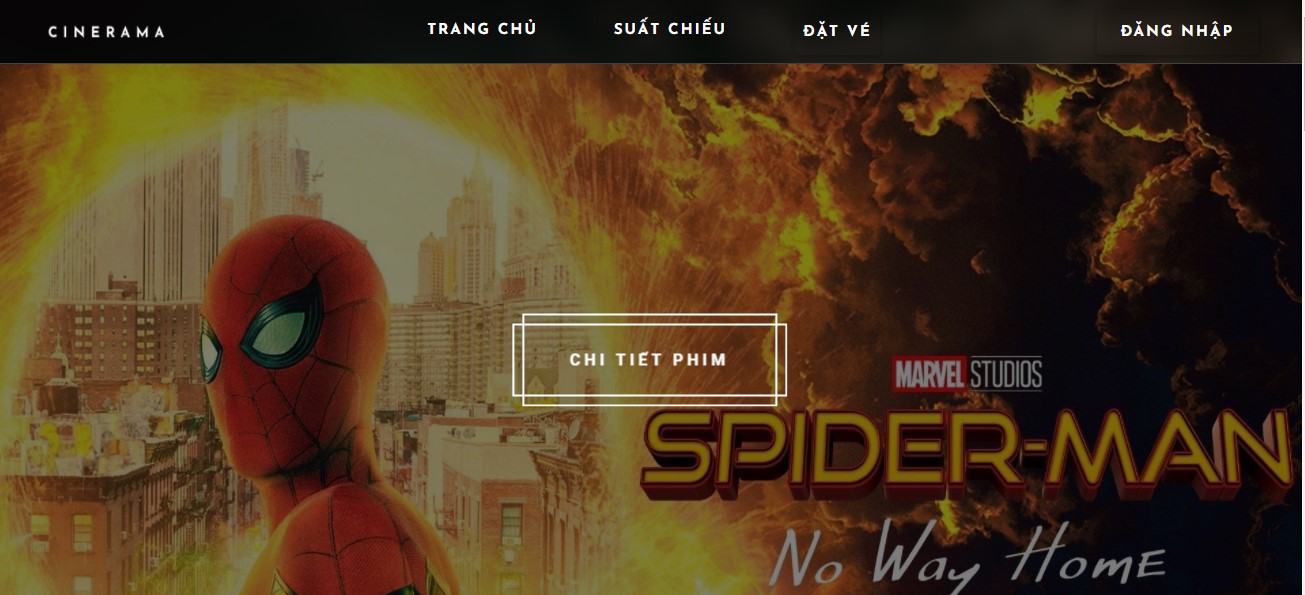 CINERAMA
TRANG CHỦ
SUẤT CHIẾU
ĐẶT VÉ
ĐĂNG NHẬP
CHI TIẾT PHIM
MARVEL STUDIOS
SPIDER-MAN
NO WAY HOME